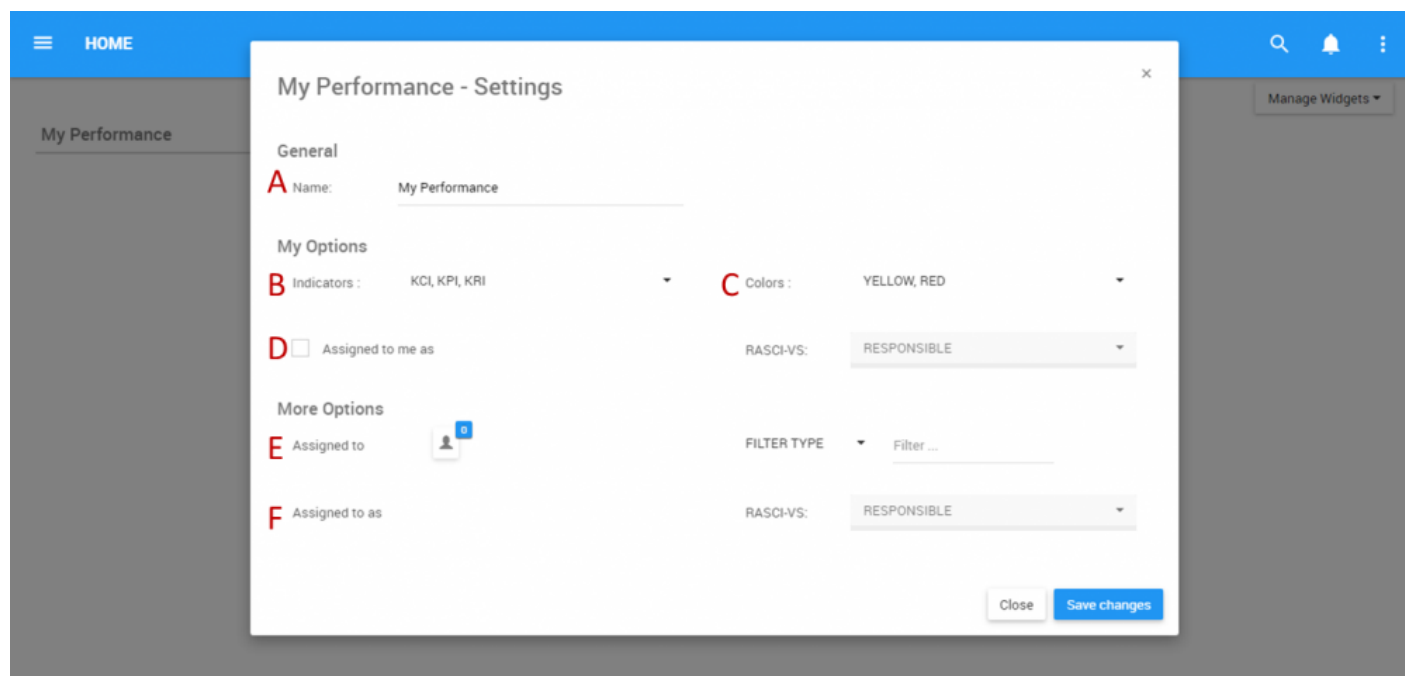 HOME
Manage Widgets
My Performance
My Performance - Settings
×
General
A Name: My Performance
My Options
B Indicators : KCI, KPI, KRI
C Colors : YELLOW, RED
D Assigned to me as
RASCI-VS: RESPONSIBLE
More Options
E Assigned to 0
FILTER TYPE Filter ...
F Assigned to as
RASCI-VS: RESPONSIBLE
Close Save changes